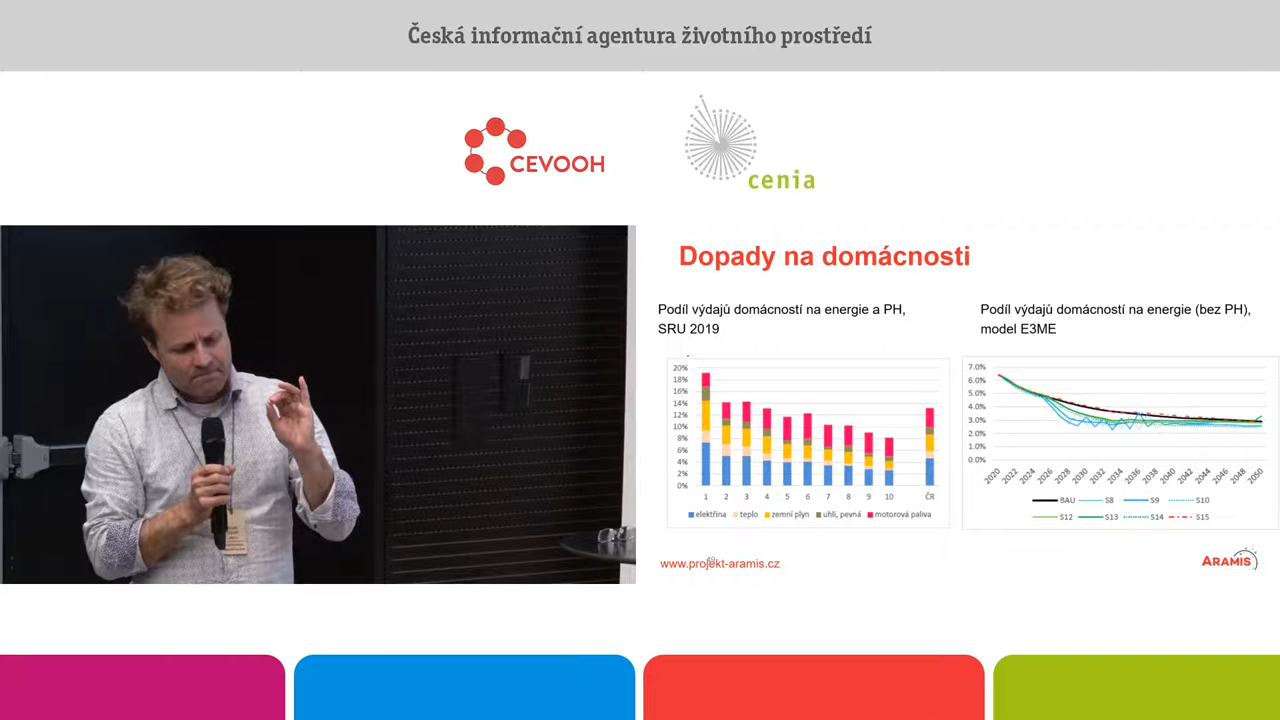 Česká informační agentura životního prostředí
CEVOOH
cenia
Dopady na domácnosti
Podíl výdajů domácností na energie a PH,
SRU 2019
20%
18%
16%
14%
12%
10%
8%
6%
4%
2%
0%
1 2 3 4 5 6 7 8 9 10 ČR
elektřina teplo zemní plyn uhlí, pevná motorová paliva
Podíl výdajů domácností na energie (bez PH),
model E3ME
7.0%
6.0%
5.0%
4.0%
3.0%
2.0%
1.0%
0.0%
2020 2022 2024 2026 2028 2030 2032 2034 2036 2038 2040 2042 2044 2046 2048 2050
BAU S8 S9 S10
S12 S13 S14 S15
www.projekt-aramis.cz
ARAMIS